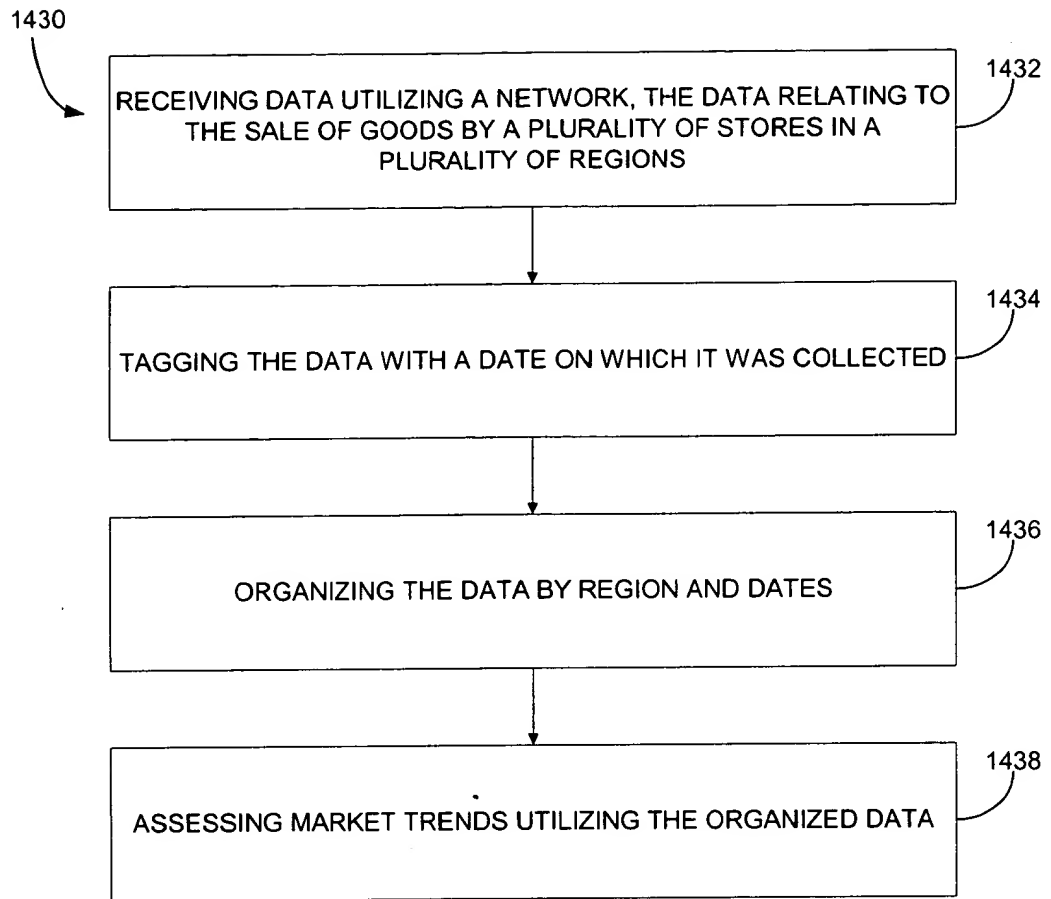 1430
1432
RECEIVING DATA UTILIZING A NETWORK, THE DATA RELATING TO
THE SALE OF GOODS BY A PLURALITY OF STORES IN A
PLURALITY OF REGIONS
1434
TAGGING THE DATA WITH A DATE ON WHICH IT WAS COLLECTED
1436
ORGANIZING THE DATA BY REGION AND DATES
1438
ASSESSING MARKET TRENDS UTILIZING THE ORGANIZED DATA